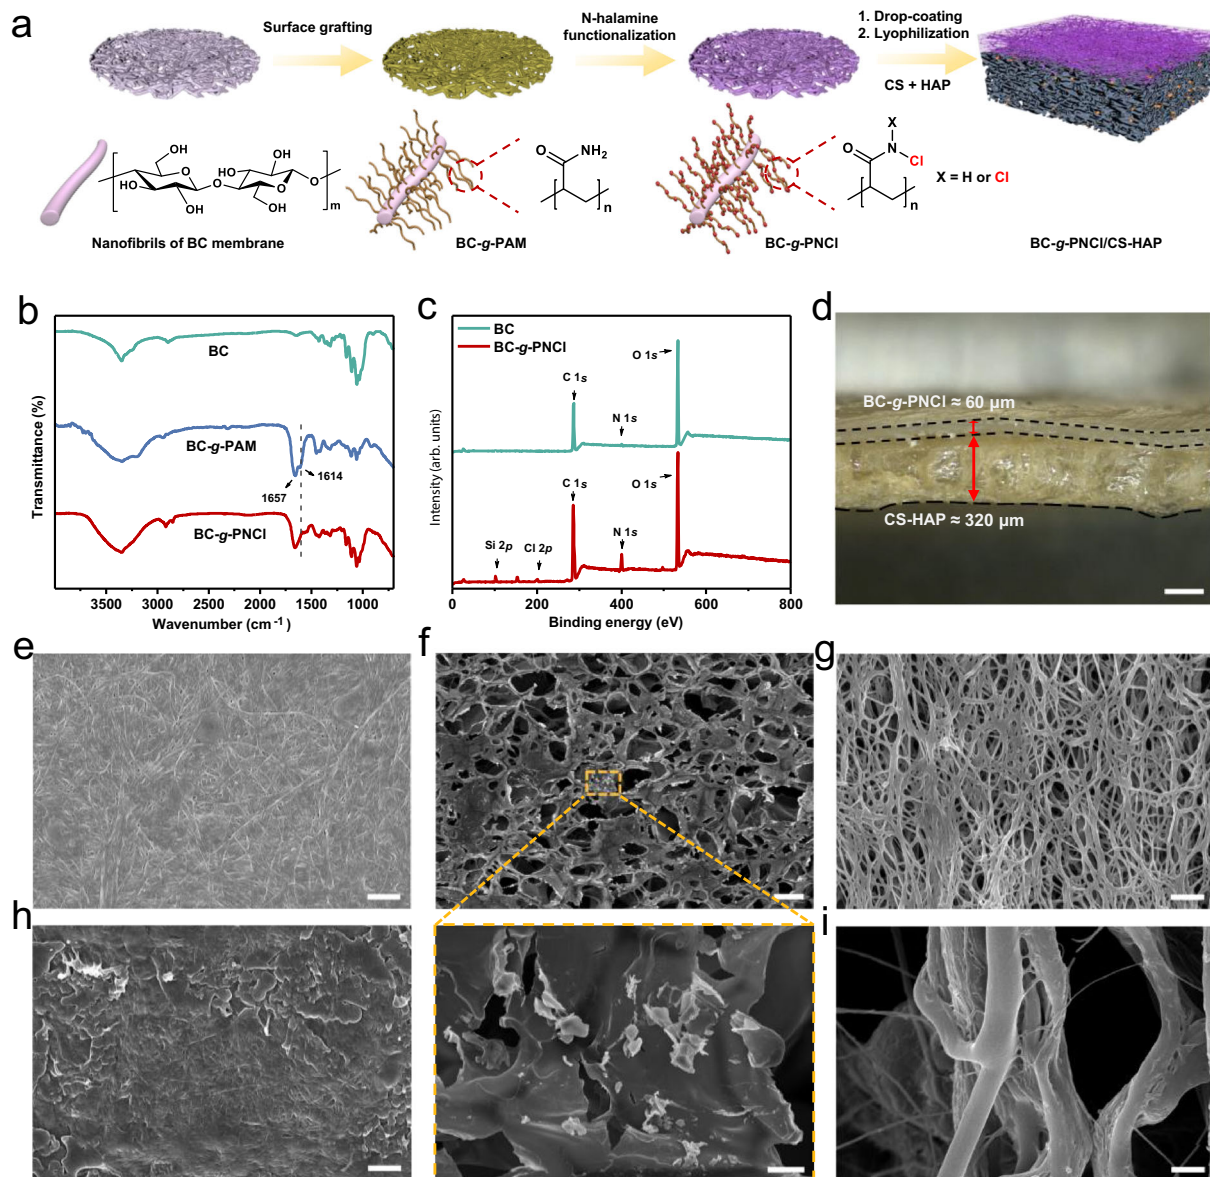 a
Surface grafting
N-halamine
functionalization
1. Drop-coating
2. Lyophilization
CS + HAP
OH
OH
O
HO
OH
HO
O
OH
O
O
OH
m
Nanofibrils of BC membrane
O
NH2
n
BC-g-PAM
X
O
N
Cl
n
X = H or Cl
BC-g-PNCl
BC-g-PNCl/CS-HAP
b
BC
BC-g-PAM
1657
1614
BC-g-PNCl
Transmittance (%)
3500 3000 2500 2000 1500 1000
Wavenumber (cm-1)
c
BC
BC-g-PNCl
O 1s
C 1s
N 1s
O 1s
C 1s
N 1s
Si 2p
Cl 2p
Intensity (arb. units)
0 200 400 600 800
Binding energy (eV)
d
BC-g-PNCl ≈ 60 μm
CS-HAP ≈ 320 μm
e
f
g
h
i